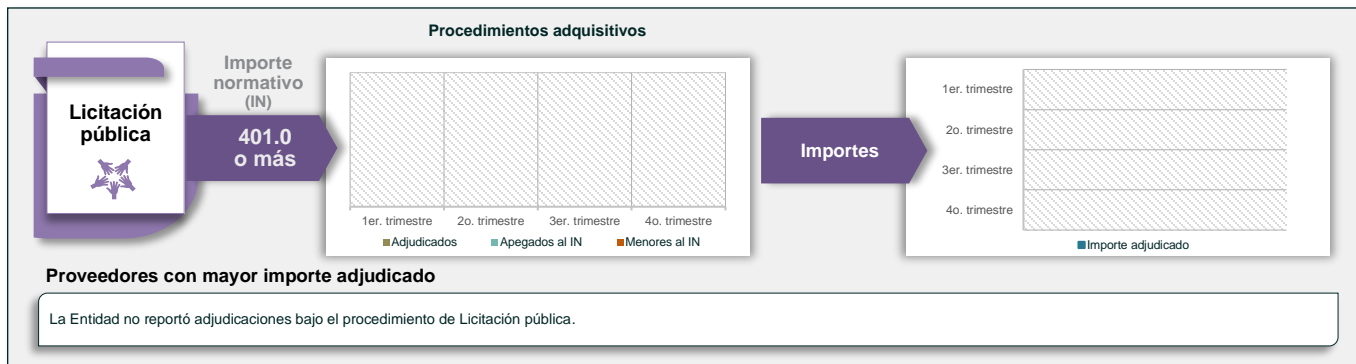 Procedimientos adquisitivos
Licitación
pública
Importe
normativo
(IN)
401.0
o más
1er. trimestre
2o. trimestre
3er. trimestre
4o. trimestre
Adjudicados
Apegados al IN
Menores al IN
Importes
1er. trimestre
2o. trimestre
3er. trimestre
4o. trimestre
Importe adjudicado
Proveedores con mayor importe adjudicado
La Entidad no reportó adjudicaciones bajo el procedimiento de Licitación pública.